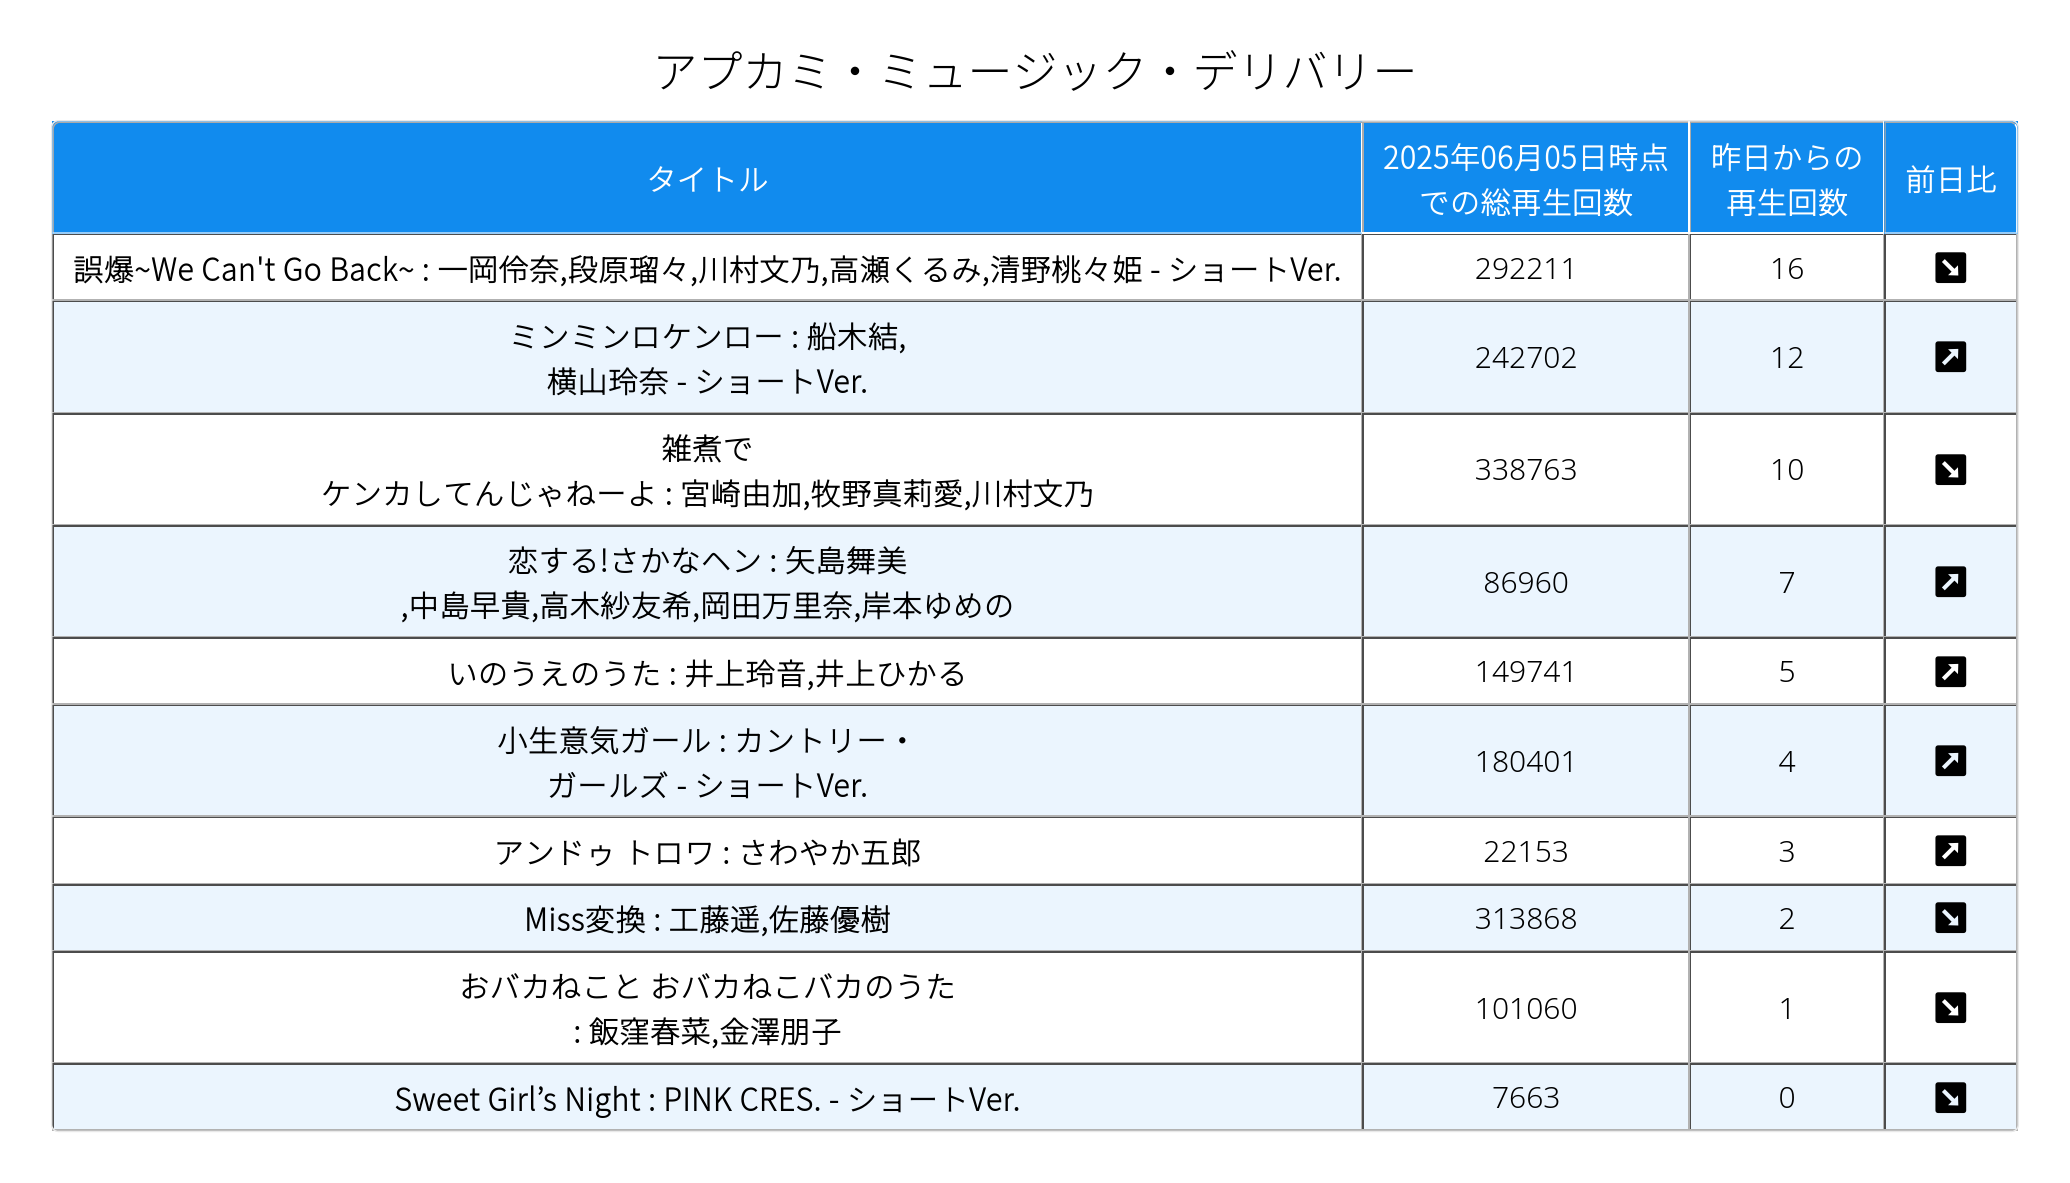 アプカミ・ミュージック・デリバリー
タイトル
2025年06月05日時点
での総再生回数
昨日からの
再生回数
前日比
誤爆~We Can't Go Back~ : 一岡伶奈,段原瑠々,川村文乃,高瀬くるみ,清野桃々姫 - ショートVer.
292211
16
ミンミンロケンロー : 船木結,
横山玲奈 - ショートVer.
242702
12
雑煮で
ケンカしてんじゃねーよ : 宮崎由加,牧野真莉愛,川村文乃
338763
10
恋する!さかなヘン : 矢島舞美
,中島早貴,高木紗友希,岡田万里奈,岸本ゆめの
86960
7
いのうえのうた : 井上玲音,井上ひかる
149741
5
小生意気ガール : カントリー・
ガールズ - ショートVer.
180401
4
アンドゥ トロワ : さわやか五郎
22153
3
Miss変換 : 工藤遥,佐藤優樹
313868
2
おバカねこと おバカねこバカのうた
: 飯窪春菜,金澤朋子
101060
1
Sweet Girl’s Night : PINK CRES. - ショートVer.
7663
0